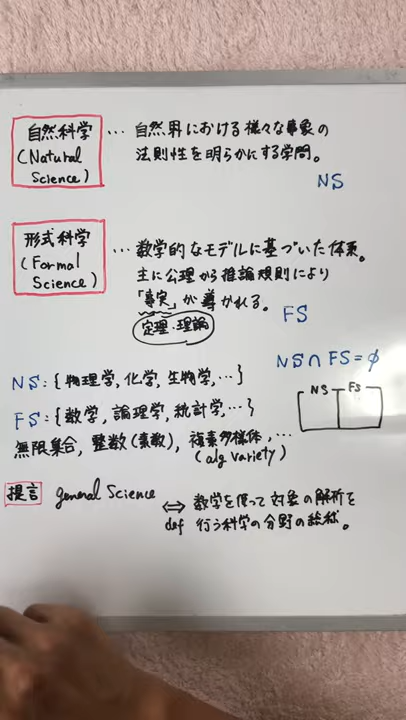 自然科学
(Natural
Science)
… 自然界における様々な事象の
法則性を明らかにする学問。
NS
形式科学
(Formal
Science)
… 数学的なモデルに基づいた体系。
主に公理から推論規則により
「事実」が導かれる。
定理・理論
FS
NS∩FS=φ
NS:{物理学,化学,生物学,…}
NS FS
FS:{数学,論理学,統計学,…}
無限集合,整数(素数),複素多様体,…
(alg variety)
提言 general Science ⇔ 数学を使って対象の解析を
def 行う科学の分野の総称。